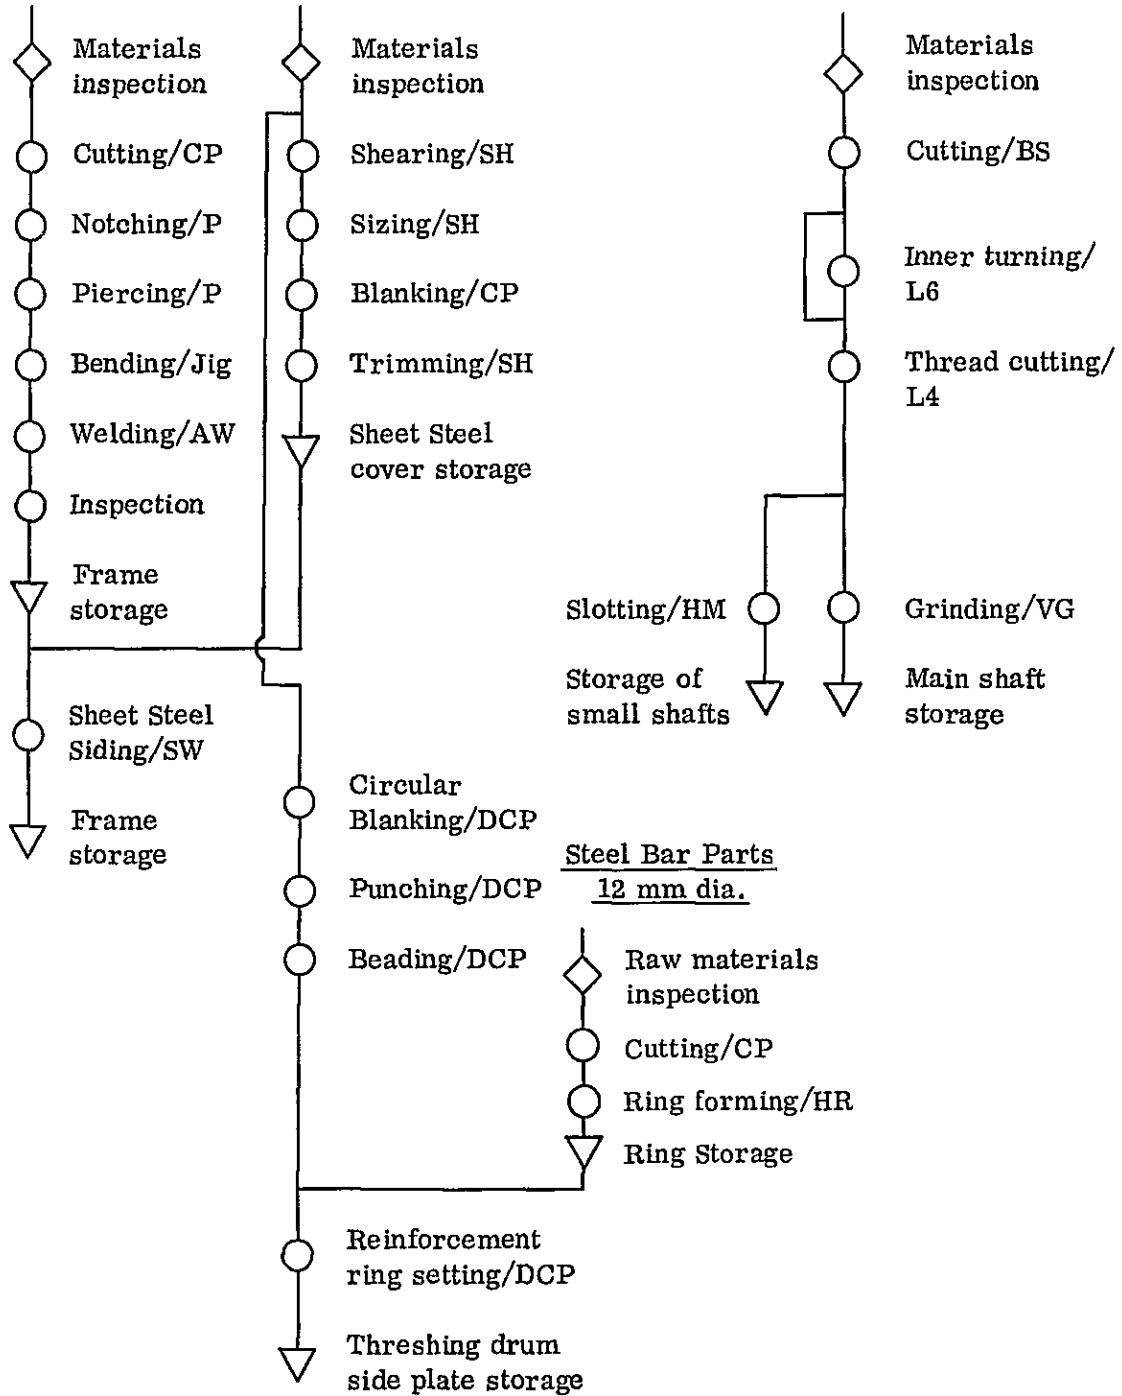 Materials
inspection
Cutting/CP
Notching/P
Piercing/P
Bending/Jig
Welding/AW
Inspection
Frame
storage
Sheet Steel
Siding/SW
Frame
storage
Materials
inspection
Shearing/SH
Sizing/SH
Blanking/CP
Trimming/SH
Sheet Steel
cover storage
Circular
Blanking/DCP
Punching/DCP
Beading/DCP
Reinforcement
ring setting/DCP
Threshing drum
side plate storage
Steel Bar Parts
12 mm dia.
Raw materials
inspection
Cutting/CP
Ring forming/HR
Ring Storage
Materials
inspection
Cutting/BS
Inner turning/
L6
Thread cutting/
L4
Slotting/HM
Storage of
small shafts
Grinding/VG
Main shaft
storage